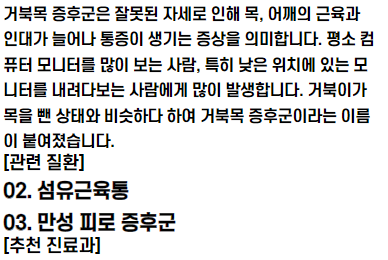 거북목 증후군은 잘못된 자세로 인해 목, 어깨의 근육과
인대가 늘어나 통증이 생기는 증상을 의미합니다. 평소 컴
퓨터 모니터를 많이 보는 사람, 특히 낮은 위치에 있는 모
니터를 내려다보는 사람에게 많이 발생합니다. 거북이가
목을 뺀 상태와 비슷하다 하여 거북목 증후군이라는 이름
이 붙여졌습니다.
[관련 질환]
02. 섬유근육통
03. 만성 피로 증후군
[추천 진료과]